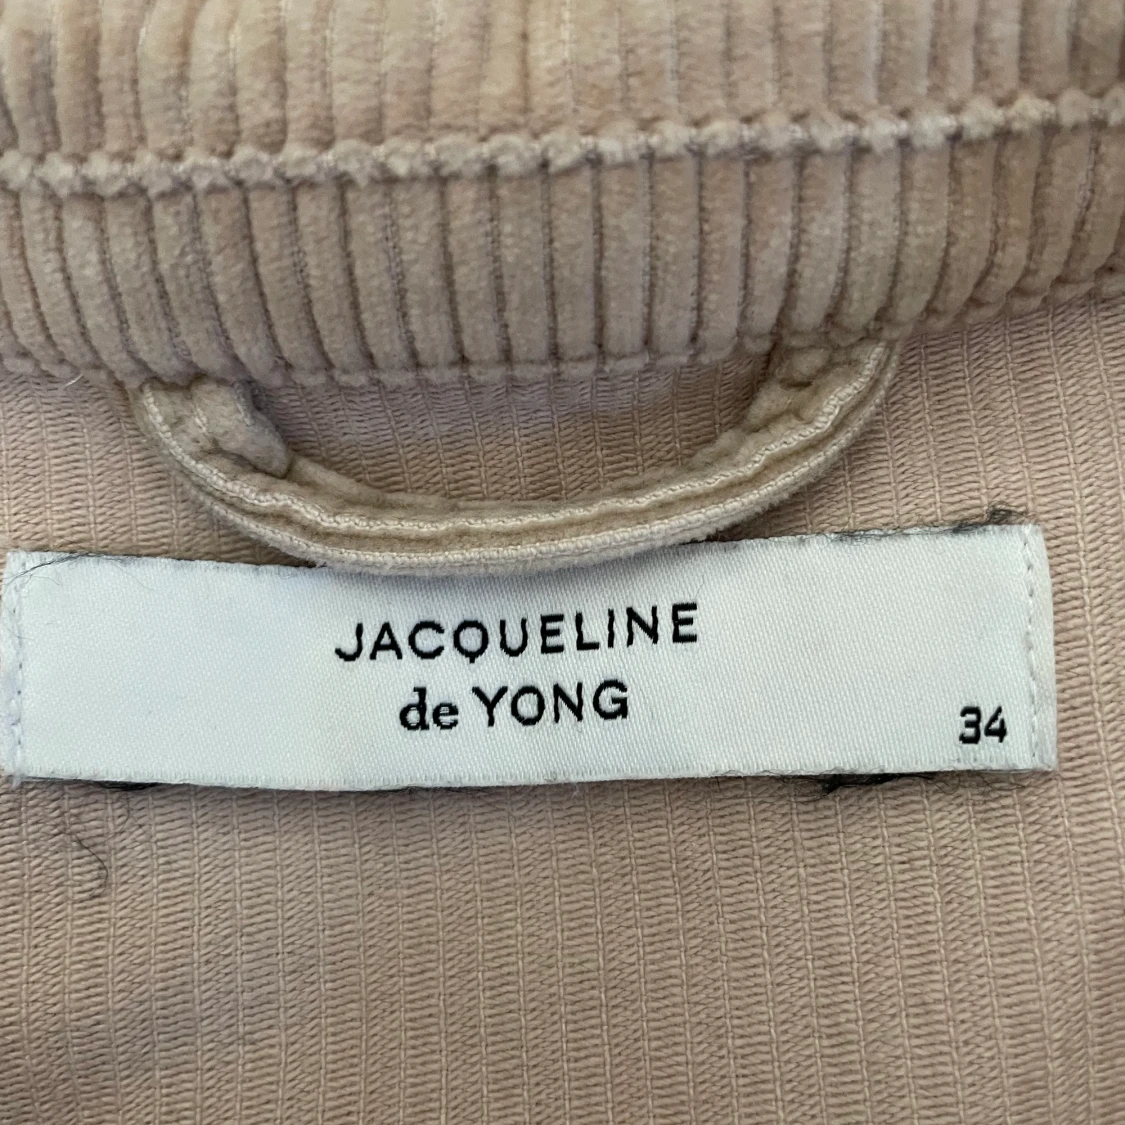 JACQUELINE
de YONG
34